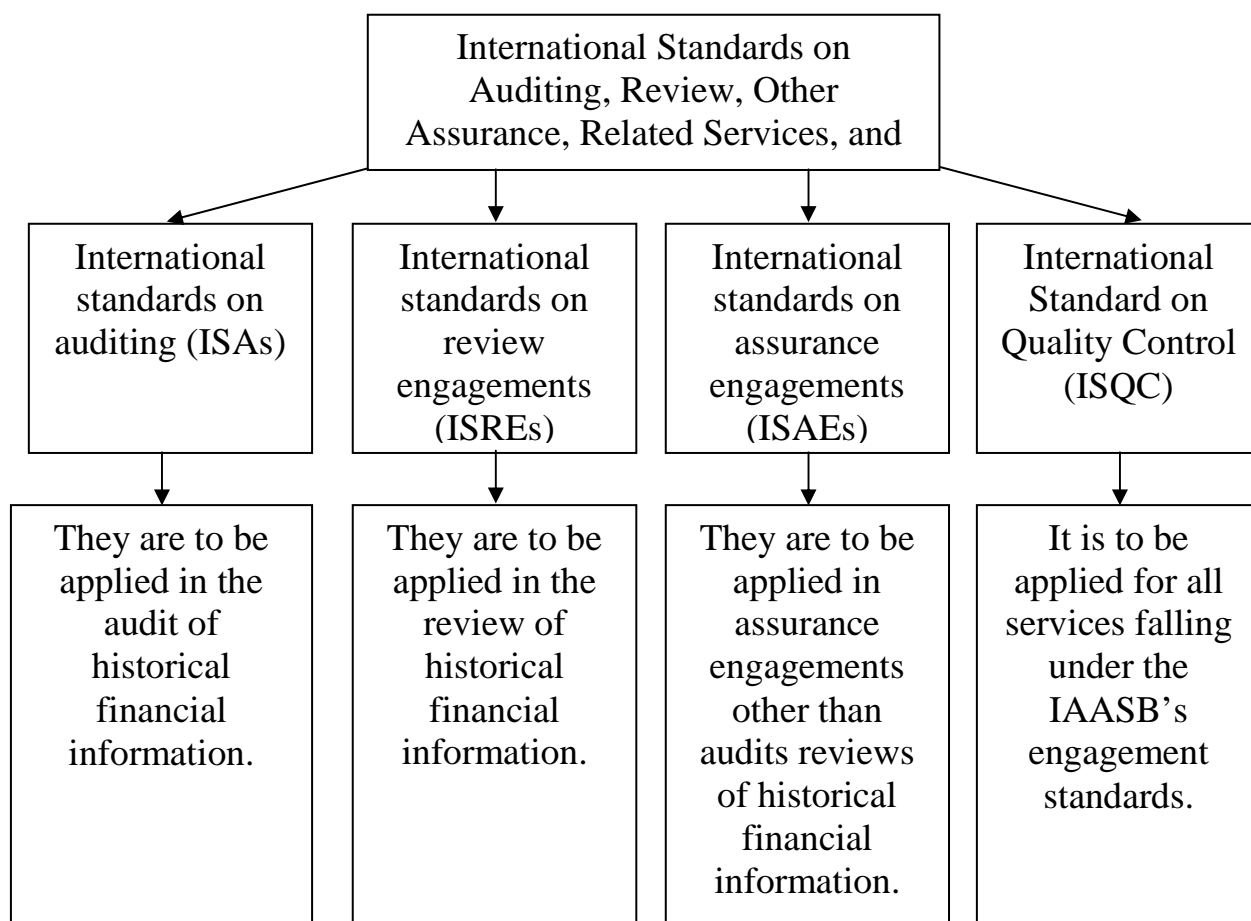 International Standards on
Auditing, Review, Other
Assurance, Related Services, and
International
standards on
auditing (ISAs)
International
standards on
review
engagements
(ISREs)
International
standards on
assurance
engagements
(ISAEs)
International
Standard on
Quality Control
(ISQC)
They are to be
applied in the
audit of
historical
financial
information.
They are to be
applied in the
review of
historical
financial
information.
They are to be
applied in
assurance
engagements
other than
audits reviews
of historical
financial
information.
It is to be
applied for all
services falling
under the
IAASB’s
engagement
standards.